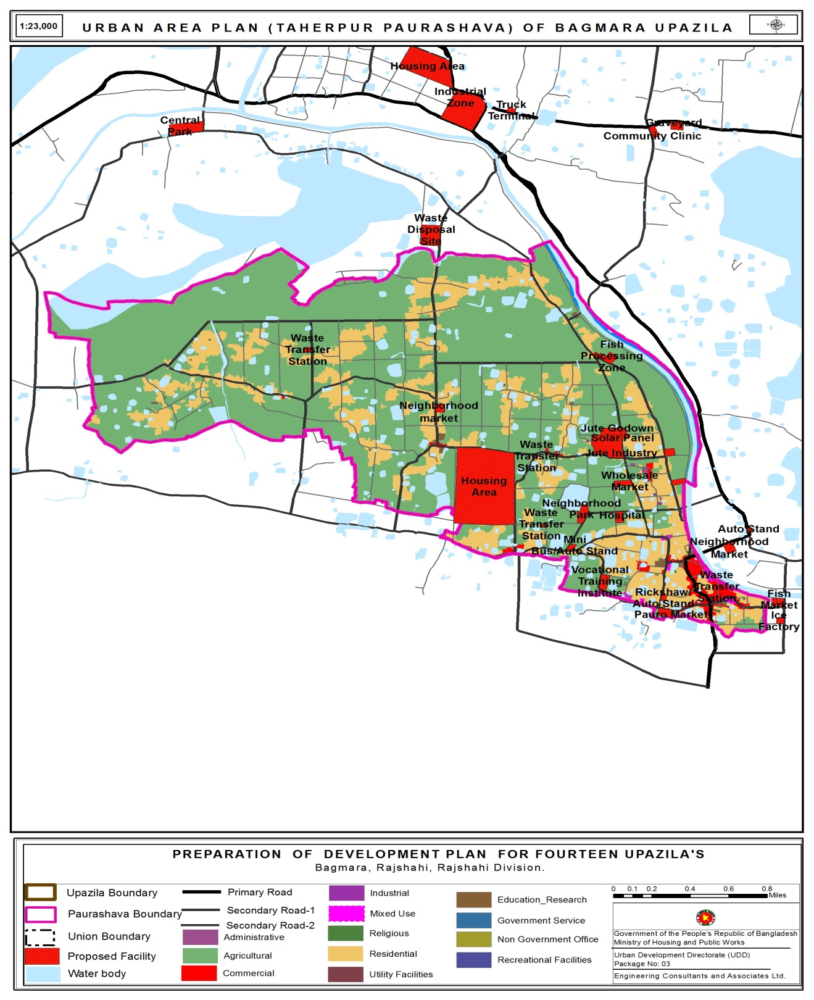 1:23,000
URBAN AREA PLAN (TAHERPUR PAURASHAVA) OF BAGMARA UPAZILA
Housing Area
Industrial
Zone
Truck
Terminal
Central
Park
Graveyard
Community Clinic
Waste
Disposal
Site
Waste
Transfer
Station
Fish
Processing
Zone
Neighborhood
market
Jute Godown
Solar Panel
Jute Industry
Waste
Transfer
Station
Housing
Area
Wholesale
Market
Neighborhood
Park
Hospital
Waste
Transfer
Station
Mini
Bus/Auto Stand
Auto Stand
Neighborhood
Market
Vocational
Training
Institute
Waste
Transfer
Station
Rickshaw/
Auto Stand
Pauro Market
Fish
Market
Ice
Factory
PREPARATION OF DEVELOPMENT PLAN FOR FOURTEEN UPAZILA'S
Bagmara, Rajshahi, Rajshahi Division.
Upazila Boundary
Paurashava Boundary
Union Boundary
Proposed Facility
Water body
Primary Road
Secondary Road-1
Secondary Road-2
Administrative
Agricultural
Commercial
Industrial
Mixed Use
Religious
Residential
Utility Facilities
Education_Research
Government Service
Non Government Office
Recreational Facilities
0 0.1 0.2 0.4 0.6 0.8
Miles
Government of the People's Republic of Bangladesh
Ministry of Housing and Public Works
Urban Development Directorate (UDD)
Package No: 03
Engineering Consultants and Associates Ltd.